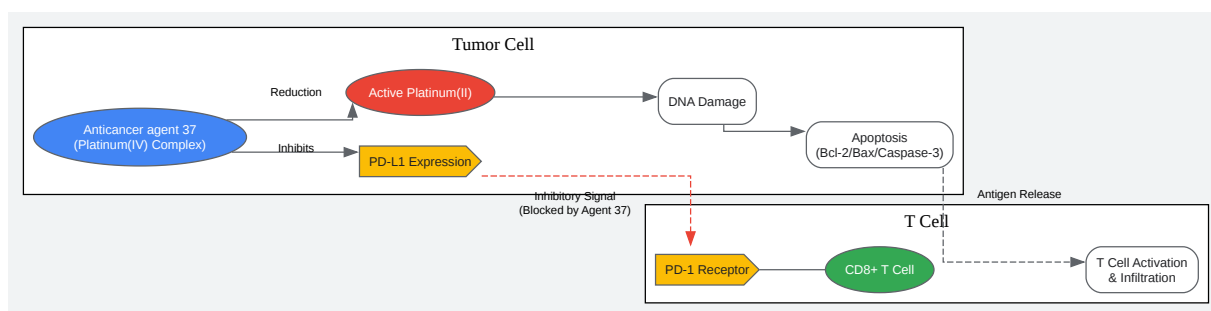 Tumor Cell
Reduction
Active Platinum(II)
DNA Damage
Anticancer agent 37
(Platinum(IV) Complex)
Inhibits
PD-L1 Expression
Apoptosis
(Bcl-2/Bax/Caspase-3)
Inhibitory Signal
(Blocked by Agent 37)
Antigen Release
T Cell
PD-1 Receptor
CD8+ T Cell
T Cell Activation
& Infiltration